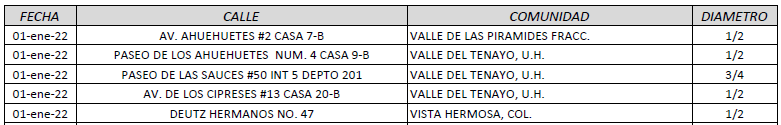 FECHA CALLE COMUNIDAD DIAMETRO
01-ene-22 AV. AHUEHUETES #2 CASA 7-B VALLE DE LAS PIRAMIDES FRACC. 1/2
01-ene-22 PASEO DE LOS AHUEHUETES NUM. 4 CASA 9-B VALLE DEL TENAYO, U.H. 1/2
01-ene-22 PASEO DE LAS SAUCES #50 INT 5 DEPTO 201 VALLE DEL TENAYO, U.H. 3/4
01-ene-22 AV. DE LOS CIPRESES #13 CASA 20-B VALLE DEL TENAYO, U.H. 1/2
01-ene-22 DEUTZ HERMANOS NO. 47 VISTA HERMOSA, COL. 1/2